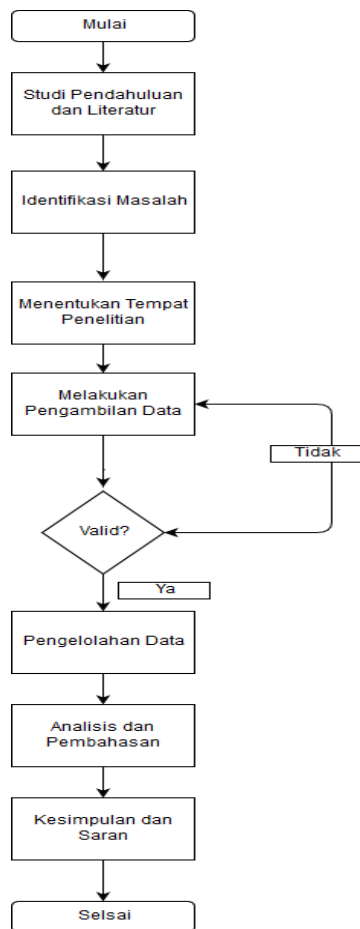 Mulai
Studi Pendahuluan
dan Literatur
Identifikasi Masalah
Menentukan Tempat
Penelitian
Melakukan
Pengambilan Data
Tidak
Valid?
Ya
Pengelolahan Data
Analisis dan
Pembahasan
Kesimpulan dan
Saran
Selsai